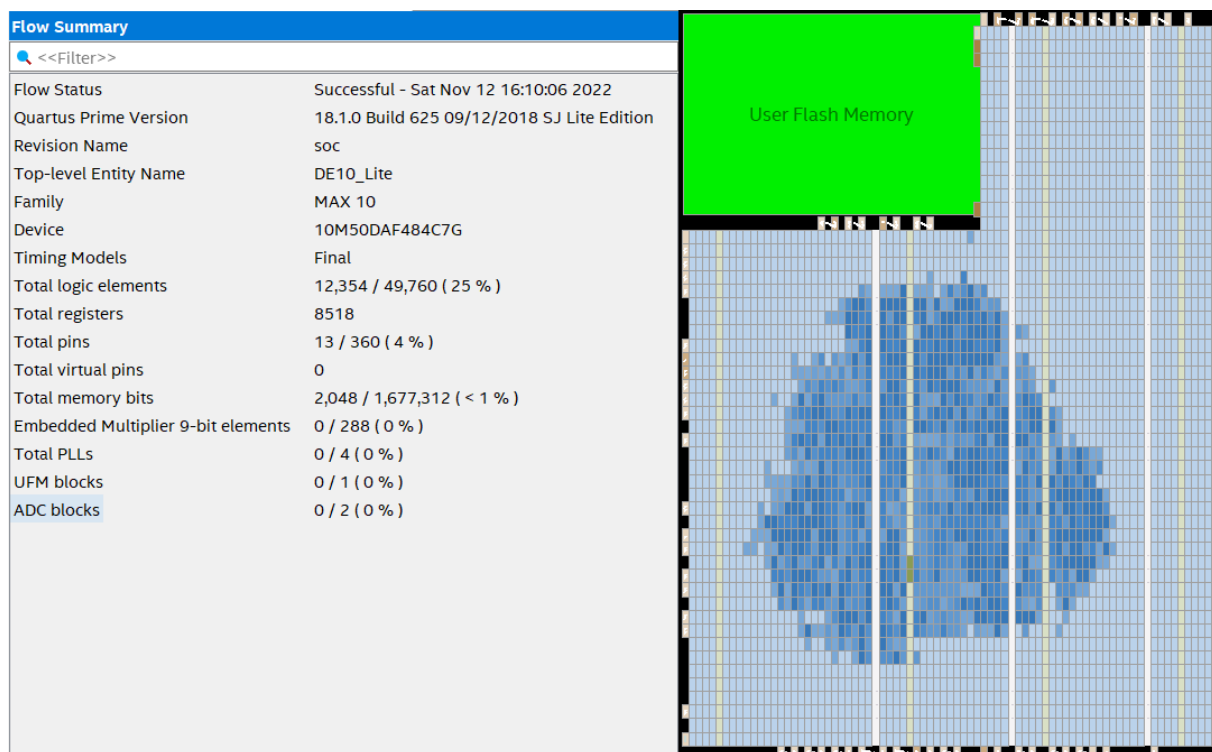 Flow Summary
<<Filter>>
Flow Status Successful - Sat Nov 12 16:10:06 2022
Quartus Prime Version 18.1.0 Build 625 09/12/2018 SJ Lite Edition
Revision Name soc
Top-level Entity Name DE10_Lite
Family MAX 10
Device 10M50DAF484C7G
Timing Models Final
Total logic elements 12,354 / 49,760 ( 25 % )
Total registers 8518
Total pins 13 / 360 ( 4 % )
Total virtual pins 0
Total memory bits 2,048 / 1,677,312 ( < 1 % )
Embedded Multiplier 9-bit elements 0 / 288 ( 0 % )
Total PLLs 0 / 4 ( 0 % )
UFM blocks 0 / 1 ( 0 % )
ADC blocks 0 / 2 ( 0 % )
User Flash Memory